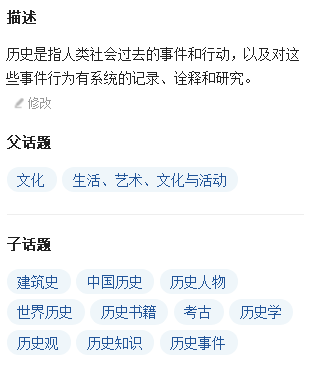 描述
历史是指人类社会过去的事件和行动，以及对这
些事件行为有系统的记录、诠释和研究。
修改
父话题
文化 生活、艺术、文化与活动
子话题
建筑史 中国历史 历史人物
世界历史 历史书籍 考古 历史学
历史观 历史知识 历史事件